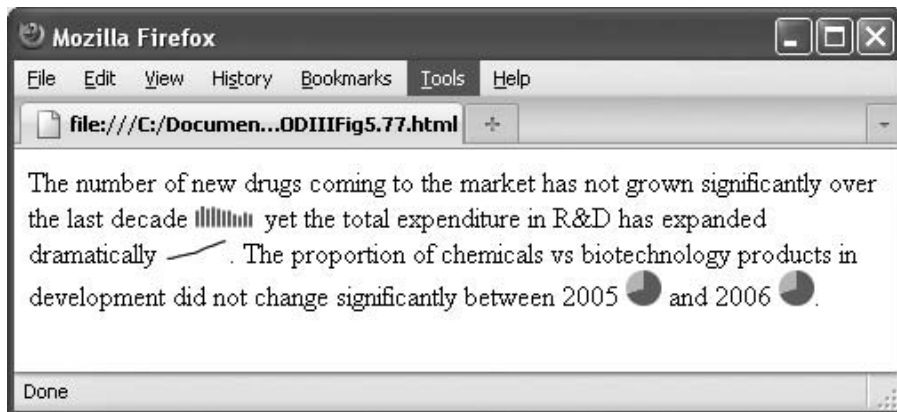 Mozilla Firefox
File Edit View History Bookmarks Tools Help
file:///C:/Documen...ODIIIFig5.77.html
The number of new drugs coming to the market has not grown significantly over
the last decade yet the total expenditure in R&D has expanded
dramatically . The proportion of chemicals vs biotechnology products in
development did not change significantly between 2005 and 2006 .
Done